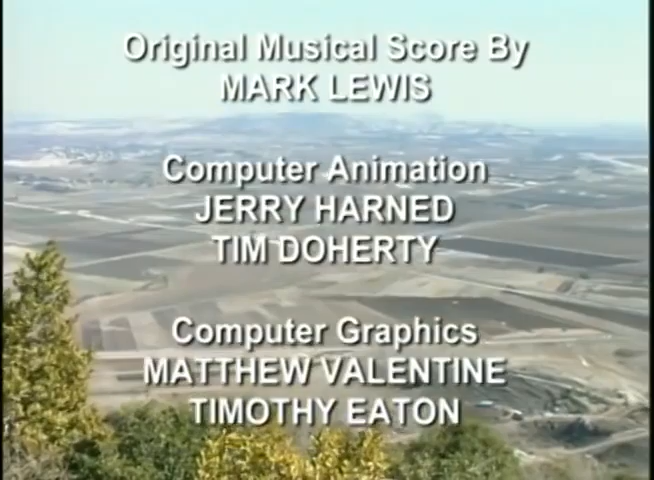 Original Musical Score By
MARK LEWIS
Computer Animation
JERRY HARNED
TIM DOHERTY
Computer Graphics
MATTHEW VALENTINE
TIMOTHY EATON